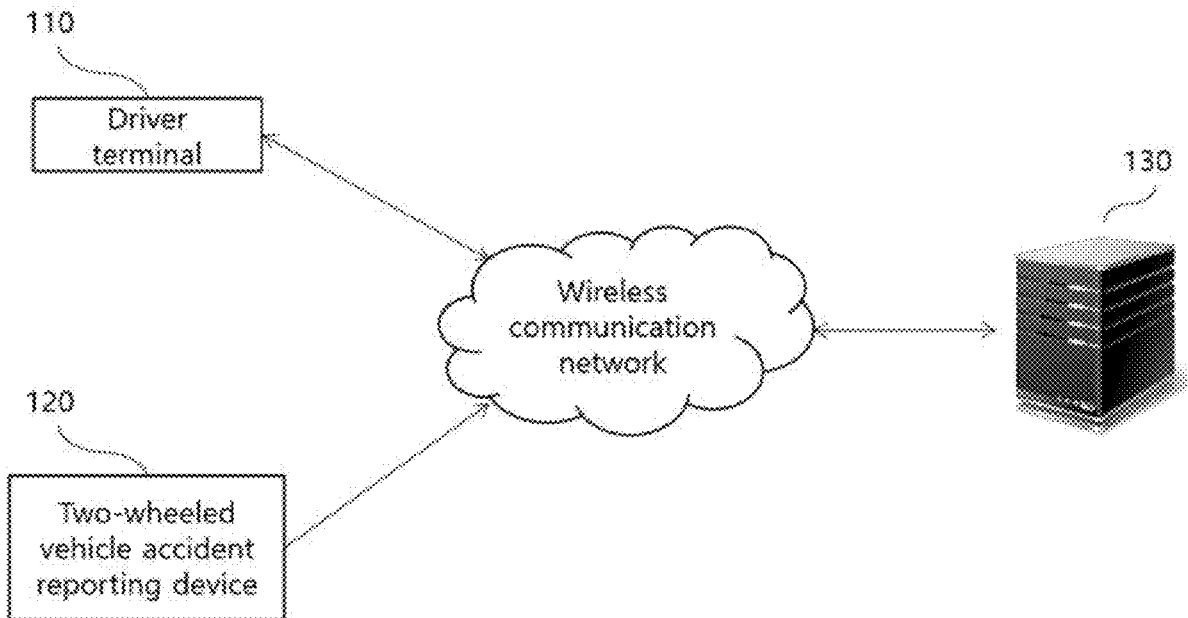 110
Driver
terminal
130
Wireless
communication
network
120
Two-wheeled
vehicle accident
reporting device